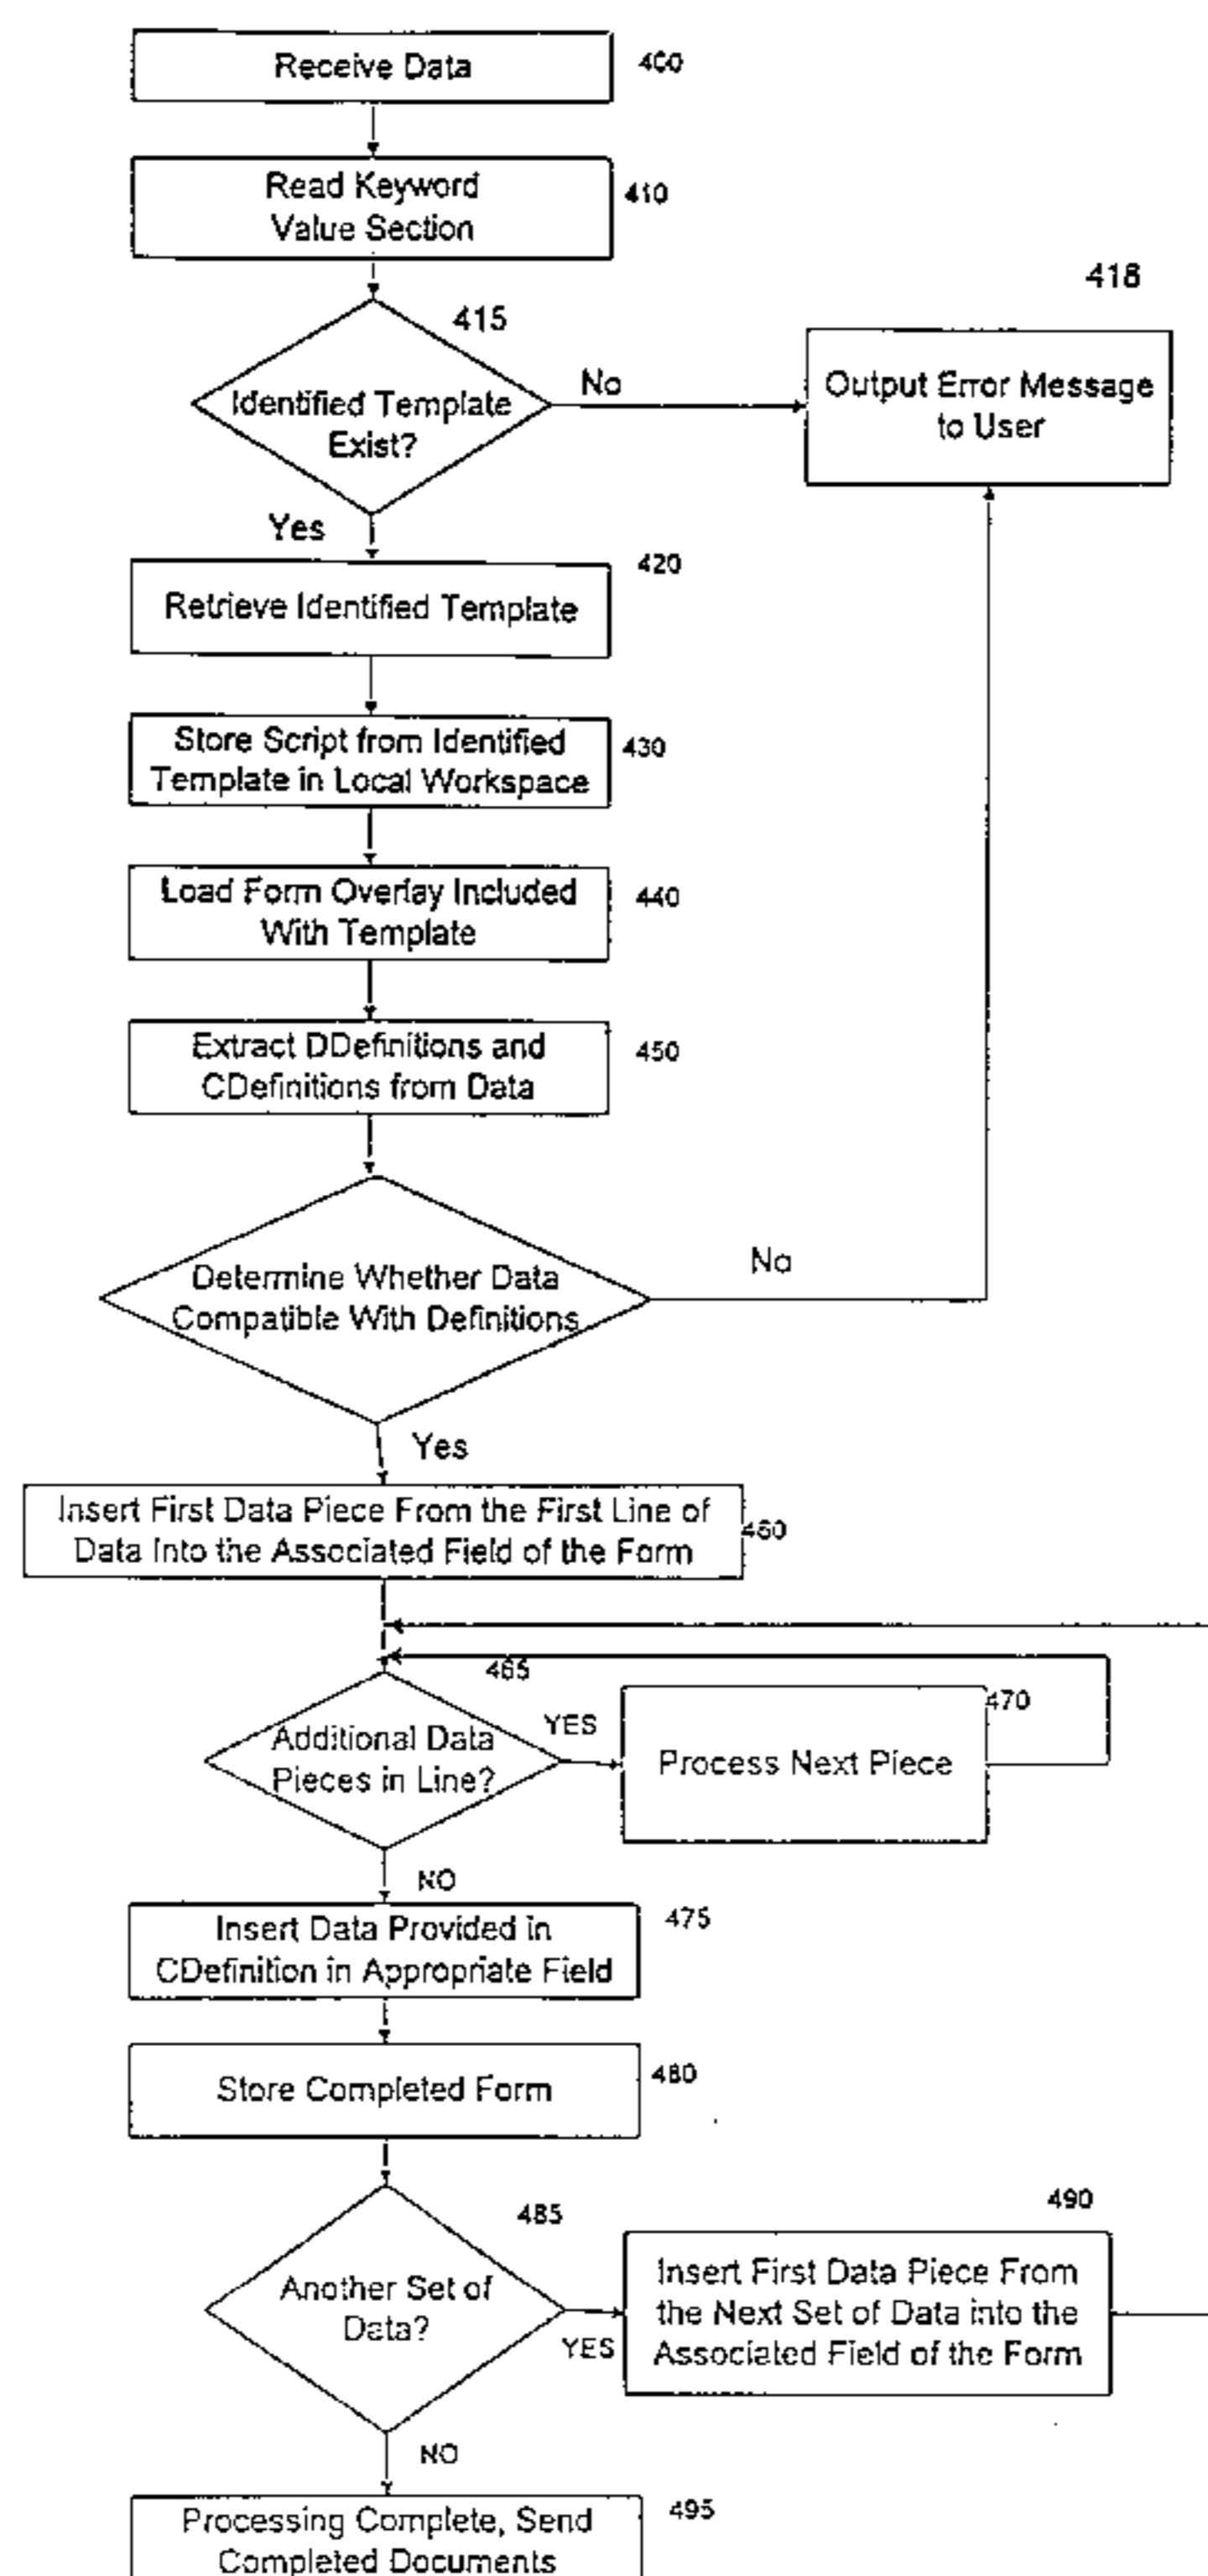 Receive Data
400
Read Keyword
Value Section
410
418
415
Identified Template
Exist?
No
Output Error Message
to User
Yes
420
Retrieve Identified Template
Store Script from Identified
Template in Local Workspace
430
Load Form Overlay Included
With Template
440
Extract DDefinitions and
CDefinitions from Data
450
Determine Whether Data
Compatible With Definitions
No
Yes
Insert First Data Piece From the First Line of
Data Into the Associated Field of the Form
460
465
Additional Data
Pieces in Line?
YES
470
Process Next Piece
NO
Insert Data Provided in
CDefinition in Appropriate Field
475
Store Completed Form
480
485
490
Another Set of
Data?
YES
Insert First Data Piece From
the Next Set of Data into the
Associated Field of the Form
NO
Processing Complete, Send
Completed Documents
495